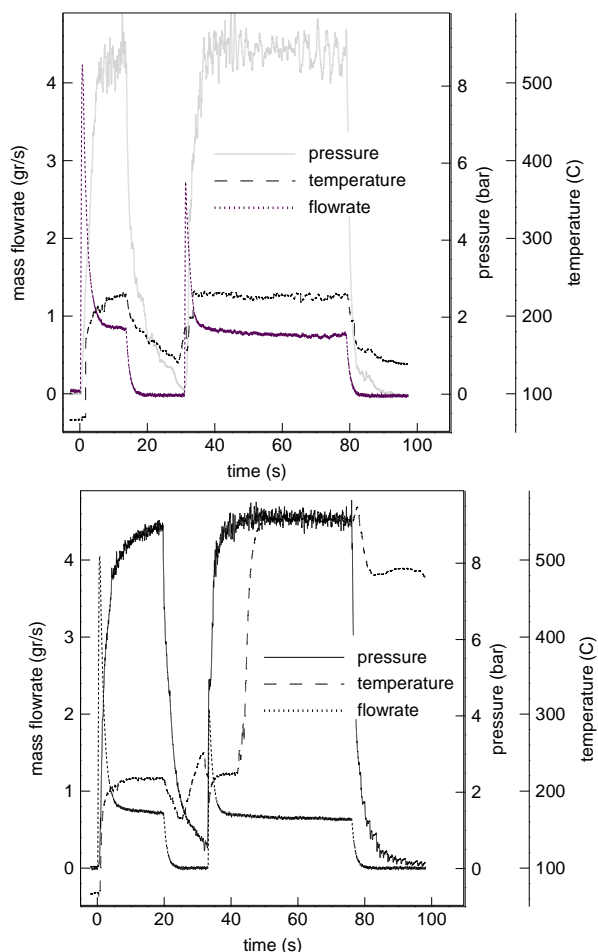 4
3
2
1
0
mass flowrate (gr/s)
8
6
4
2
0
pressure (bar)
500
400
300
200
100
temperature (C)
pressure
temperature
flowrate
0 20 40 60 80 100
time (s)
4
3
2
1
0
mass flowrate (gr/s)
8
6
4
2
0
pressure (bar)
500
400
300
200
100
temperature (C)
pressure
temperature
flowrate
0 20 40 60 80 100
time (s)